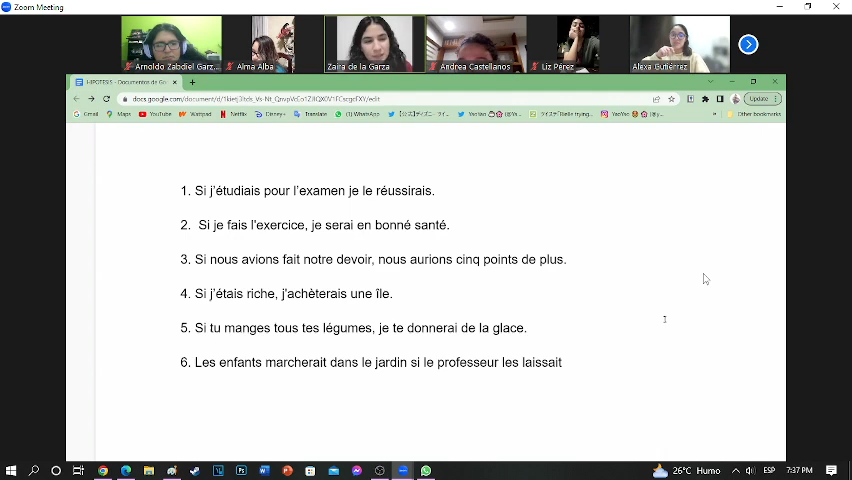 Zoom Meeting
Arnoldo Zabdiel Garz...
Alma Alba
Zaira de la Garza
Andrea Castellanos
Liz Pérez
Alexa Gutiérrez
HIPOTESIS - Documentos de Go
Update
Gmail
Maps
YouTube
Wattpad
Netflix
Disney+
Translate
(1) WhatsApp
Other bookmarks
1. Si j'étudiais pour l'examen je le réussirais.
2. Si je fais l'exercice, je serai en bonné santé.
3. Si nous avions fait notre devoir, nous aurions cinq points de plus.
4. Si j'étais riche, j'achèterais une île.
5. Si tu manges tous tes légumes, je te donnerai de la glace.
6. Les enfants marcherait dans le jardin si le professeur les laissait
26°C Humo
ESP
7:37 PM